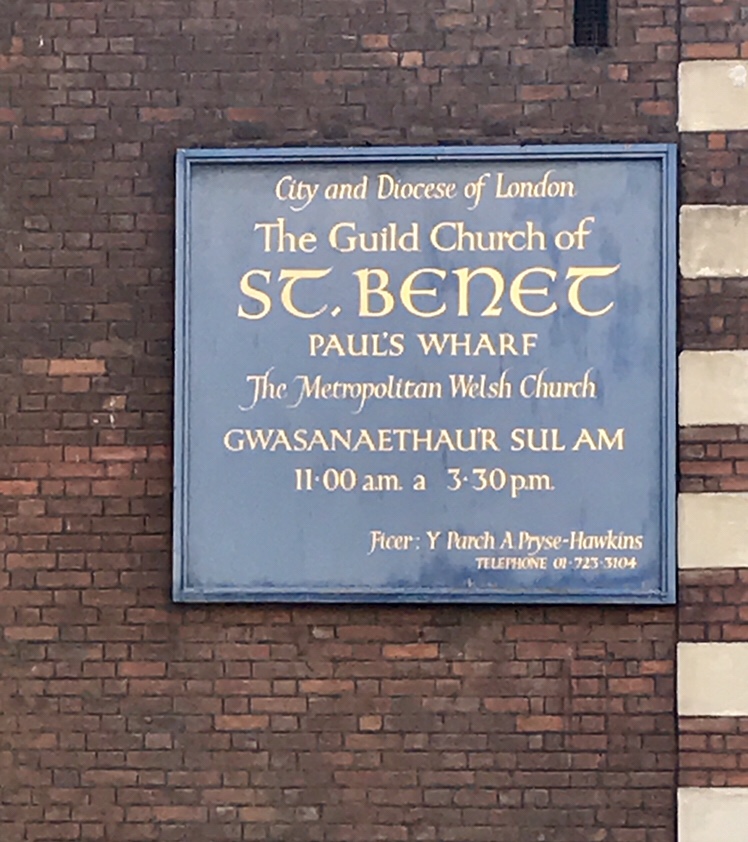 City and Diocese of London
The Guild Church of
ST. BENET
PAUL'S WHARF
The Metropolitan Welsh Church
GWASANAETHAU'R SUL AM
11·00 a.m. a 3·30 p.m.
Ficer: Y Parch A Pryse-Hawkins
TELEPHONE 01-723-3104